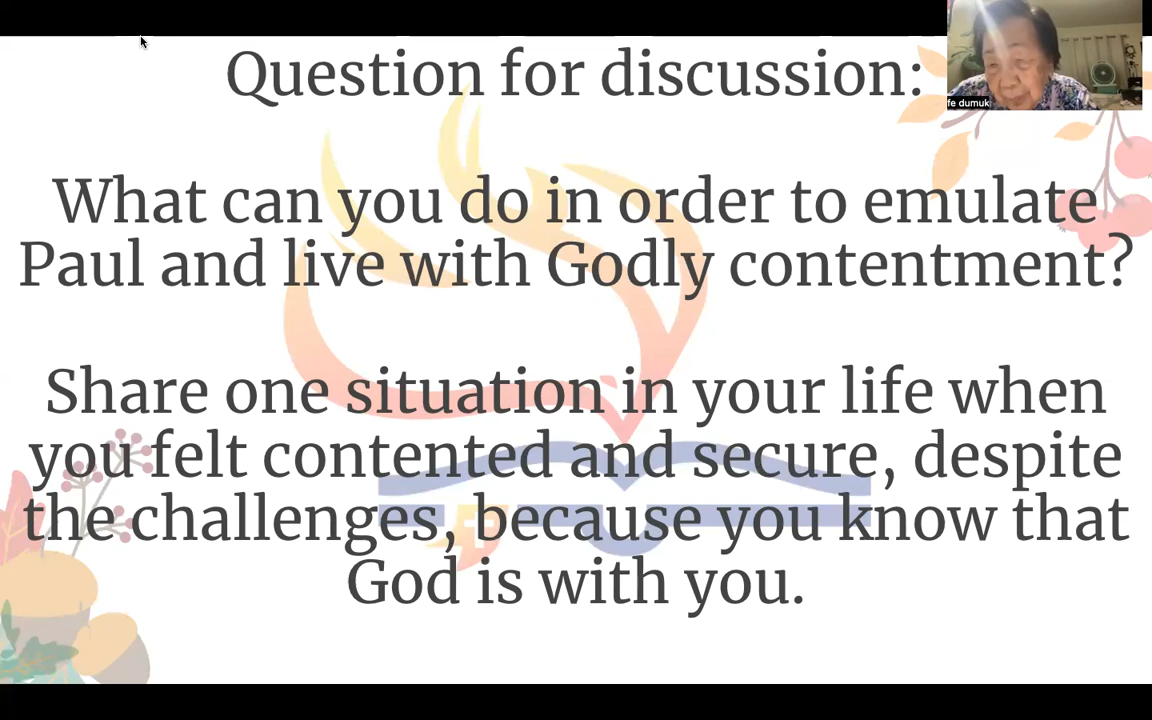 Question for discussion:
fe dumuk
What can you do in order to emulate
Paul and live with Godly contentment?
Share one situation in your life when
you felt contented and secure, despite
the challenges, because you know that
God is with you.